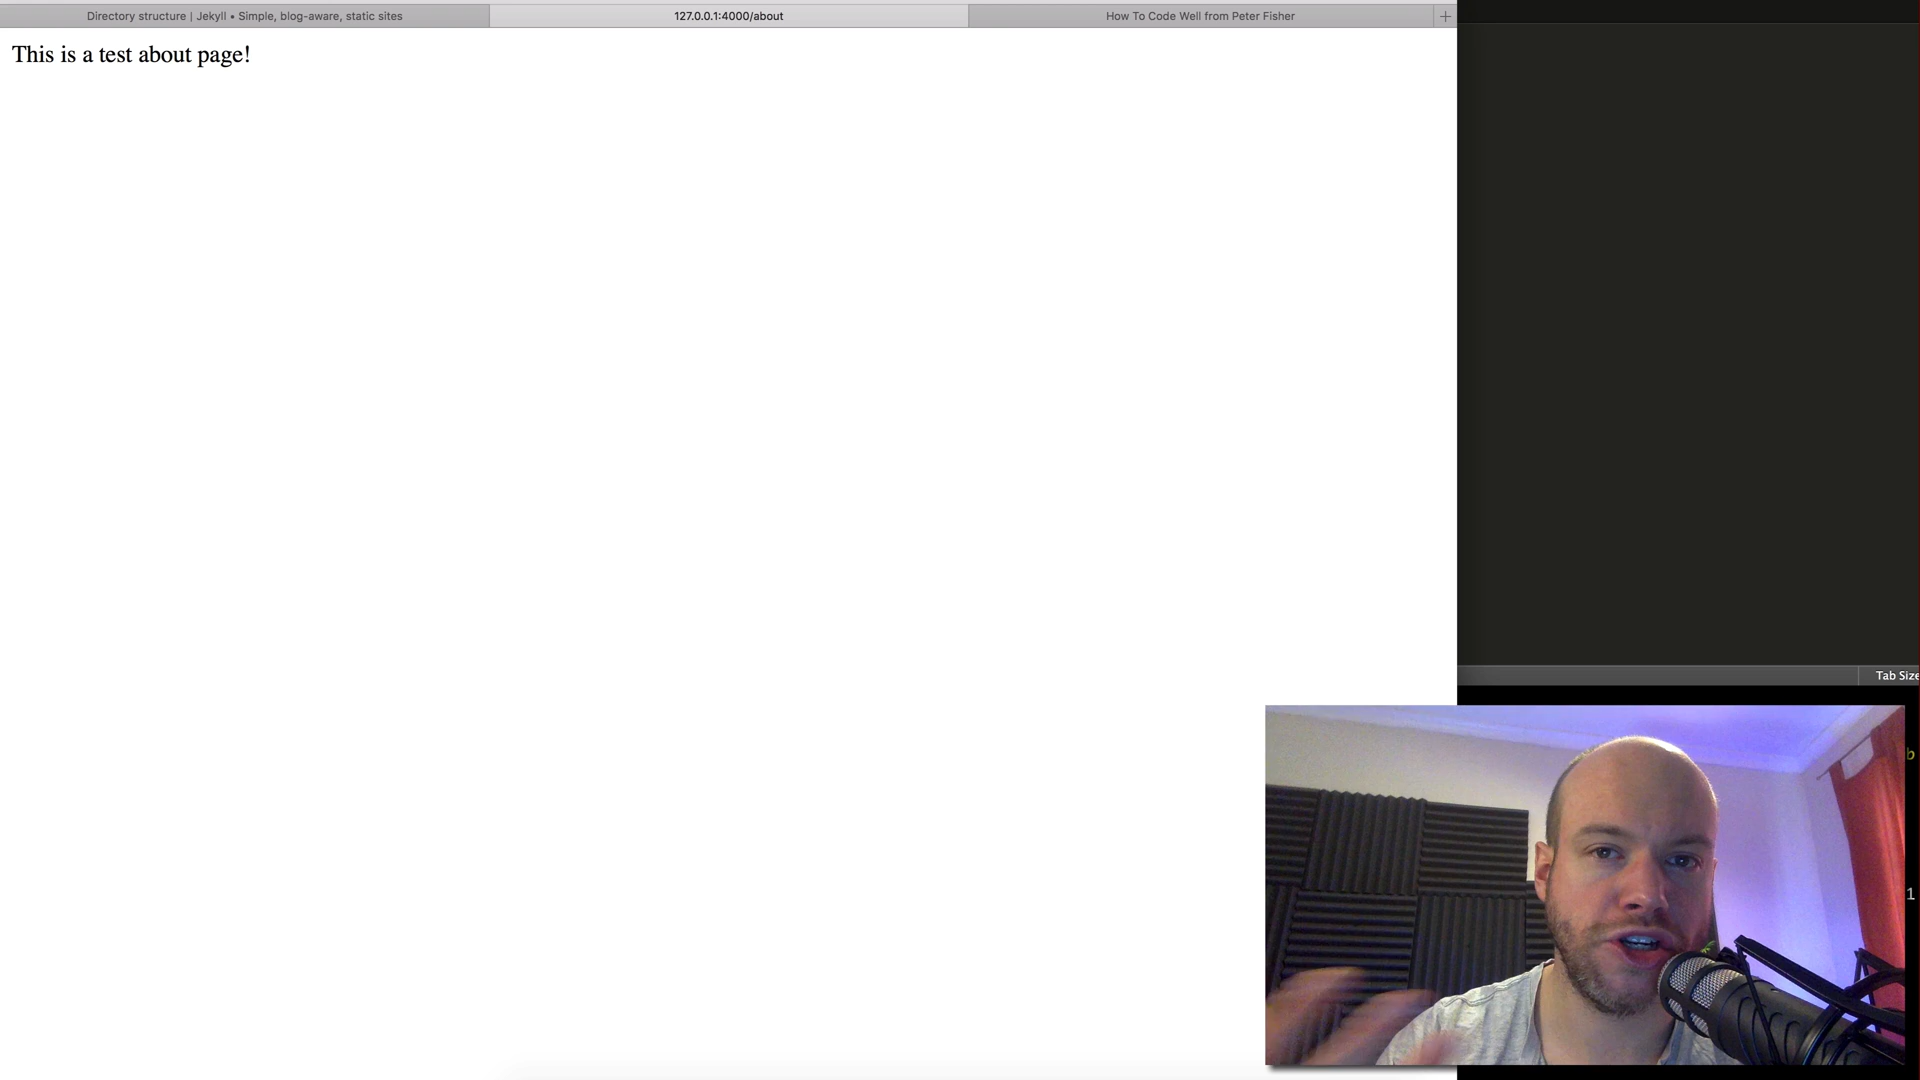 Directory structure | Jekyll • Simple, blog-aware, static sites
127.0.0.1:4000/about
How To Code Well from Peter Fisher
+
This is a test about page!
Tab Size
b
1